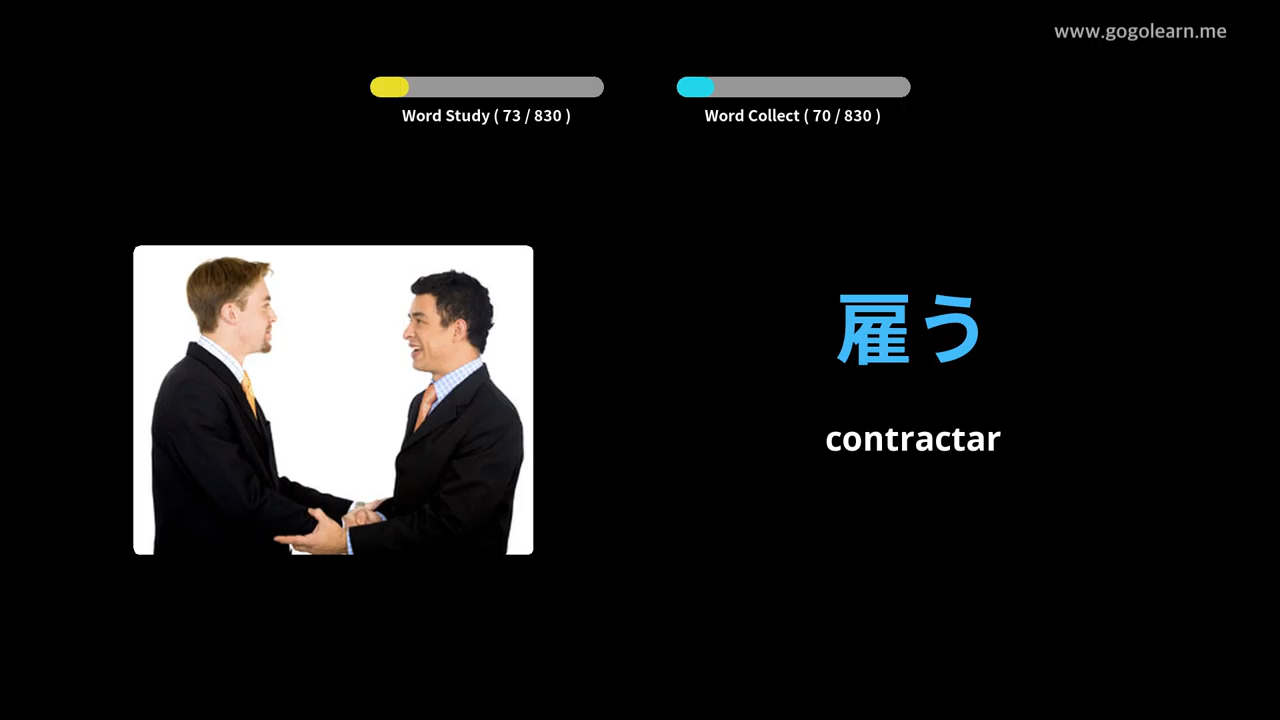 www.gogolearn.me
Word Study ( 73 / 830 )
Word Collect ( 70 / 830 )
雇う
contractar